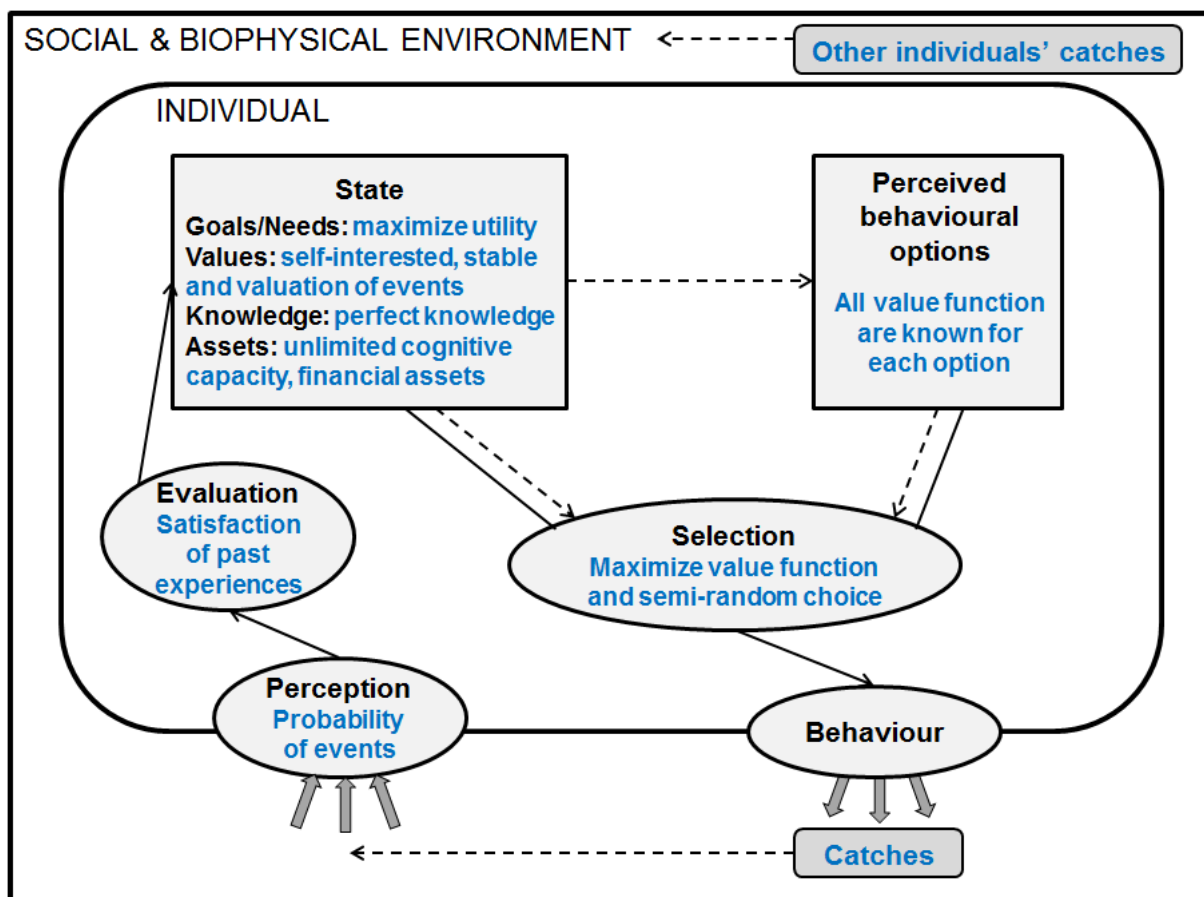 SOCIAL & BIOPHYSICAL ENVIRONMENT
Other individuals’ catches
INDIVIDUAL
State
Goals/Needs: maximize utility
Values: self-interested, stable
and valuation of events
Knowledge: perfect knowledge
Assets: unlimited cognitive
capacity, financial assets
Perceived
behavioural
options
All value function
are known for
each option
Evaluation
Satisfaction
of past
experiences
Selection
Maximize value function
and semi-random choice
Perception
Probability
of events
Behaviour
Catches